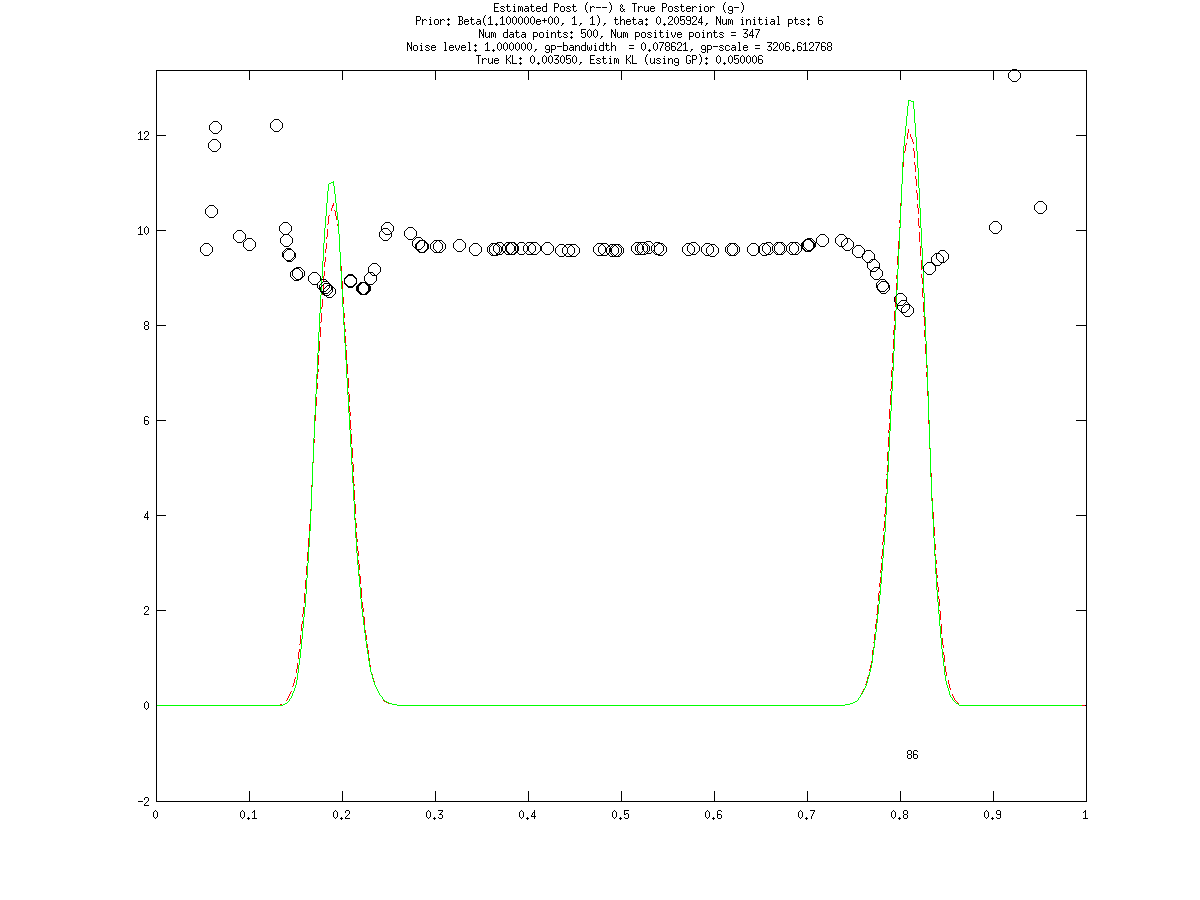 Estimated Post (r--) & True Posterior (g-)
Prior: Beta(1.100000e+00, 1, 1), theta: 0.205924, Num initial pts: 6
Num data points: 500, Num positive points = 347
Noise level: 1.000000, gp-bandwidth  = 0.078621, gp-scale = 3206.612768
True KL: 0.003050, Estim KL (using GP): 0.050006
12
10
8
6
4
2
0
86
-2
0 0.1 0.2 0.3 0.4 0.5 0.6 0.7 0.8 0.9 1